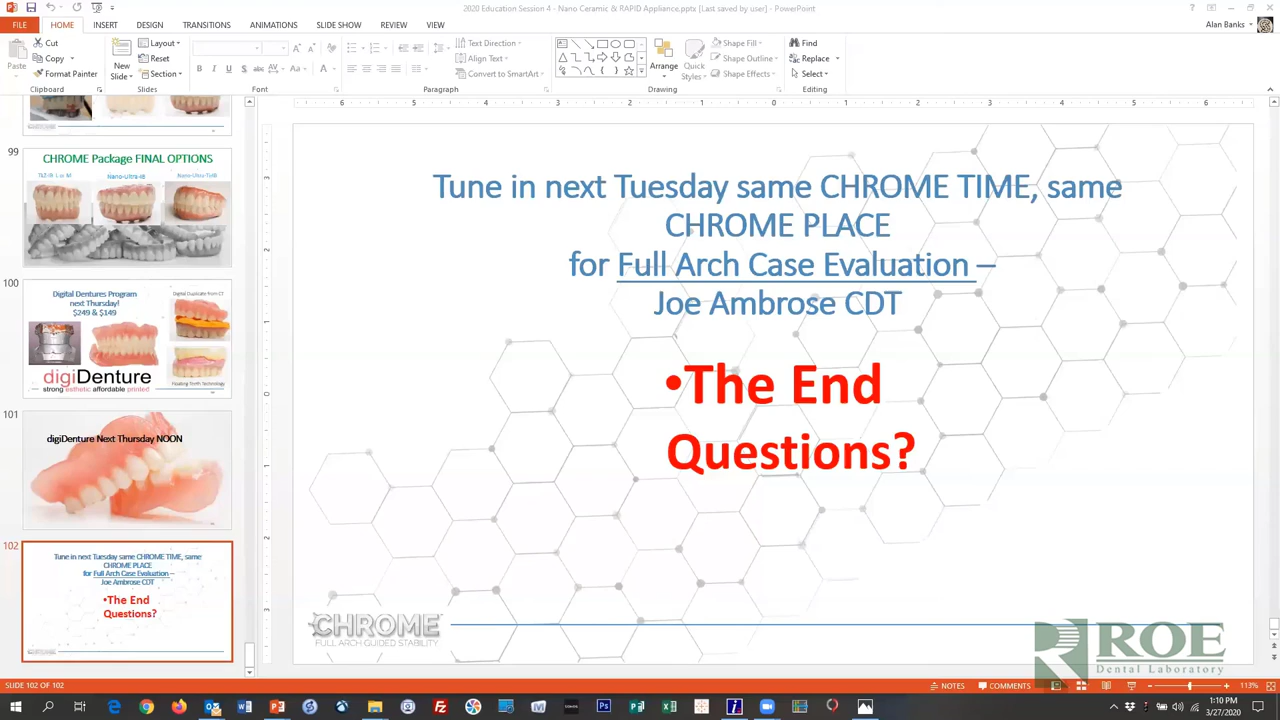 2020 Education Session 4 - Nano Ceramic & RAPID Appliance.pptx [Last saved by user] - PowerPoint
FILE HOME INSERT DESIGN TRANSITIONS ANIMATIONS SLIDE SHOW REVIEW VIEW
Alan Banks
Paste
Cut
Copy
Format Painter
Clipboard
New
Slide
Layout
Reset
Section
Slides
Font
Text Direction
Align Text
Convert to SmartArt
Paragraph
Arrange
Quick
Styles
Shape Fill
Shape Outline
Shape Effects
Drawing
Find
Replace
Select
Editing
99
CHROME Package FINAL OPTIONS
100
Digital Dentures Program
next Thursday!
$249 & $149
Digital Duplicate from CT
Floating Teeth Technology
digiDenture
strong esthetic affordable printed
101
digiDenture Next Thursday NOON
102
Tune in next Tuesday same CHROME TIME, same
CHROME PLACE
for Full Arch Case Evaluation –
Joe Ambrose CDT
•The End
Questions?
Tune in next Tuesday same CHROME TIME, same
CHROME PLACE
for Full Arch Case Evaluation –
Joe Ambrose CDT
•The End
Questions?
CHROME
FULL ARCH GUIDED STABILITY
ROE
Dental Laboratory
SLIDE 102 OF 102
NOTES COMMENTS 113%
1:10 PM
3/27/2020